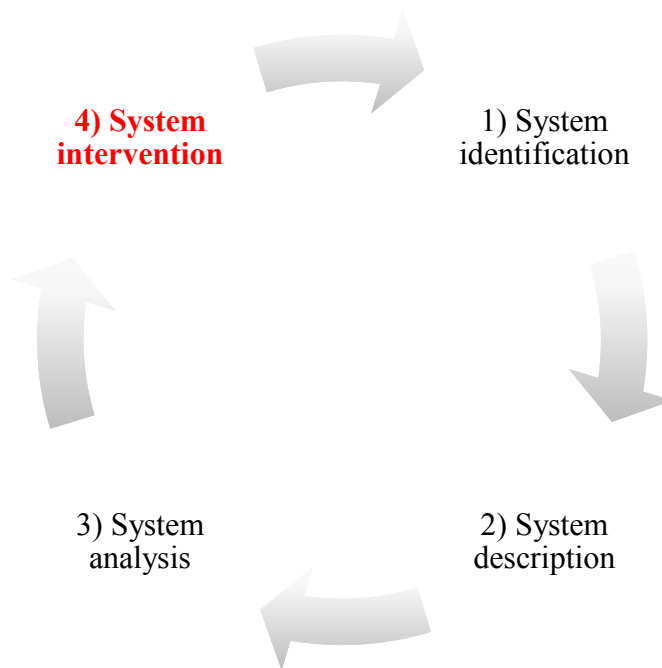 4) System
intervention
1) System
identification
3) System
analysis
2) System
description